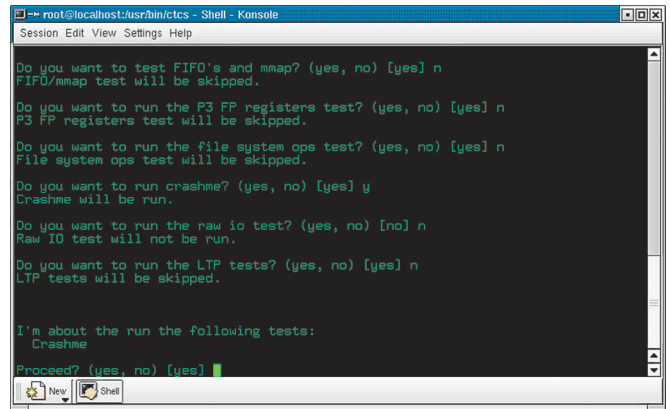 root@localhost:/usr/bin/ctcs - Shell - Konsole
Session Edit View Settings Help
Do you want to test FIFO's and mmap? (yes, no) [yes] n
FIFO/mmap test will be skipped.
Do you want to run the P3 FP registers test? (yes, no) [yes] n
P3 FP registers test will be skipped.
Do you want to run the file system ops test? (yes, no) [yes] n
File system ops test will be skipped.
Do you want to run crashme? (yes, no) [yes] y
Crashme will be run.
Do you want to run the raw io test? (yes, no) [no] n
Raw IO test will not be run.
Do you want to run the LTP tests? (yes, no) [yes] n
LTP tests will be skipped.
I'm about the run the following tests:
Crashme
Proceed? (yes, no) [yes]
New Shell